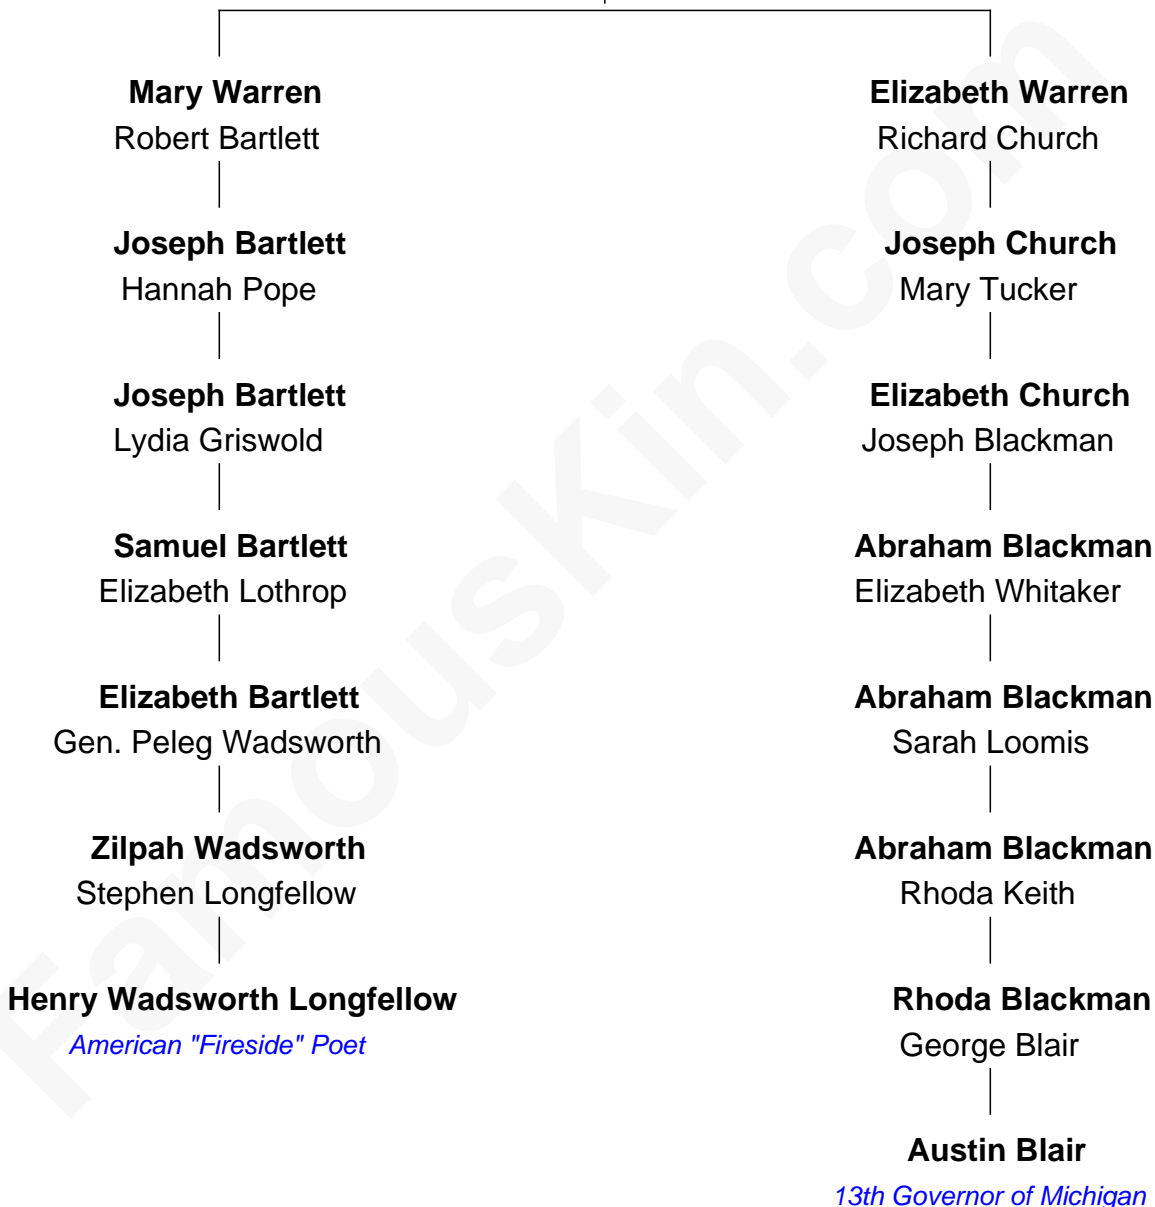 Mary Warren
Robert Bartlett
Joseph Bartlett
Hannah Pope
Joseph Bartlett
Lydia Griswold
Samuel Bartlett
Elizabeth Lothrop
Elizabeth Bartlett
Gen. Peleg Wadsworth
Zilpah Wadsworth
Stephen Longfellow
Henry Wadsworth Longfellow
American "Fireside" Poet
Elizabeth Warren
Richard Church
Joseph Church
Mary Tucker
Elizabeth Church
Joseph Blackman
Abraham Blackman
Elizabeth Whitaker
Abraham Blackman
Sarah Loomis
Abraham Blackman
Rhoda Keith
Rhoda Blackman
George Blair
Austin Blair
13th Governor of Michigan
FamousKin.com